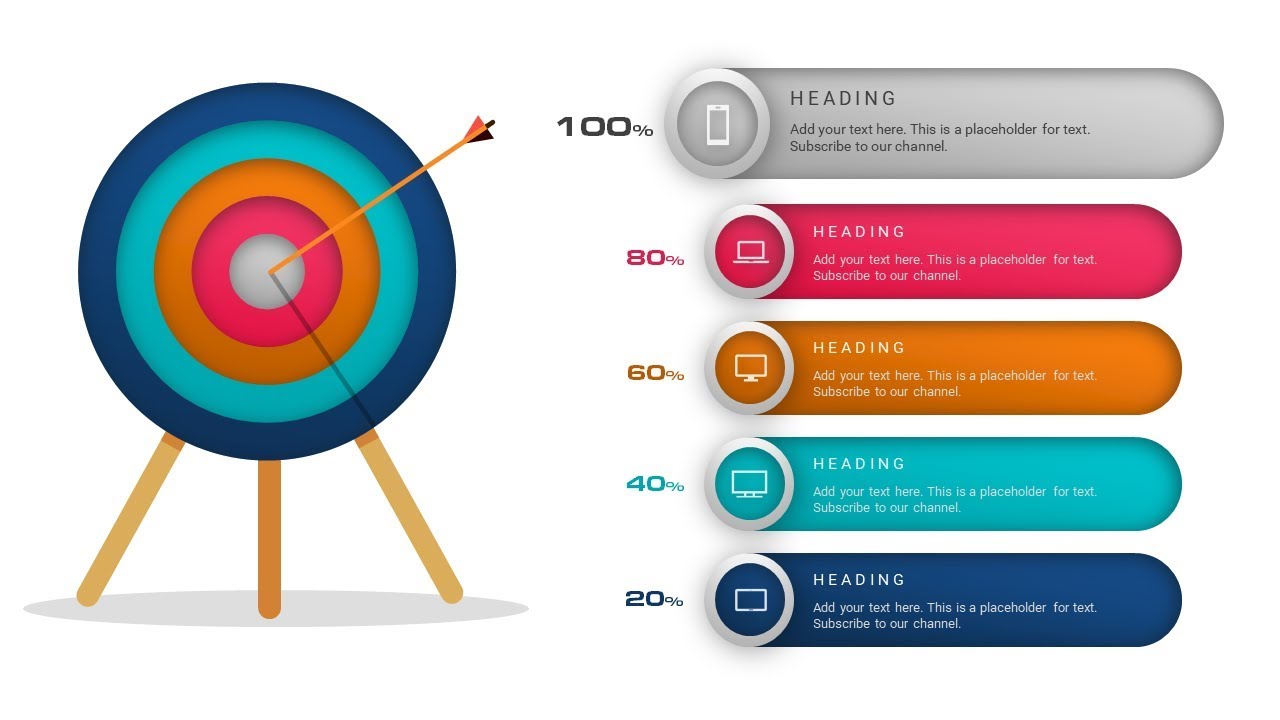 100%
HEADING
Add your text here. This is a placeholder for text.
Subscribe to our channel.
80%
HEADING
Add your text here. This is a placeholder for text.
Subscribe to our channel.
60%
HEADING
Add your text here. This is a placeholder for text.
Subscribe to our channel.
40%
HEADING
Add your text here. This is a placeholder for text.
Subscribe to our channel.
20%
HEADING
Add your text here. This is a placeholder for text.
Subscribe to our channel.